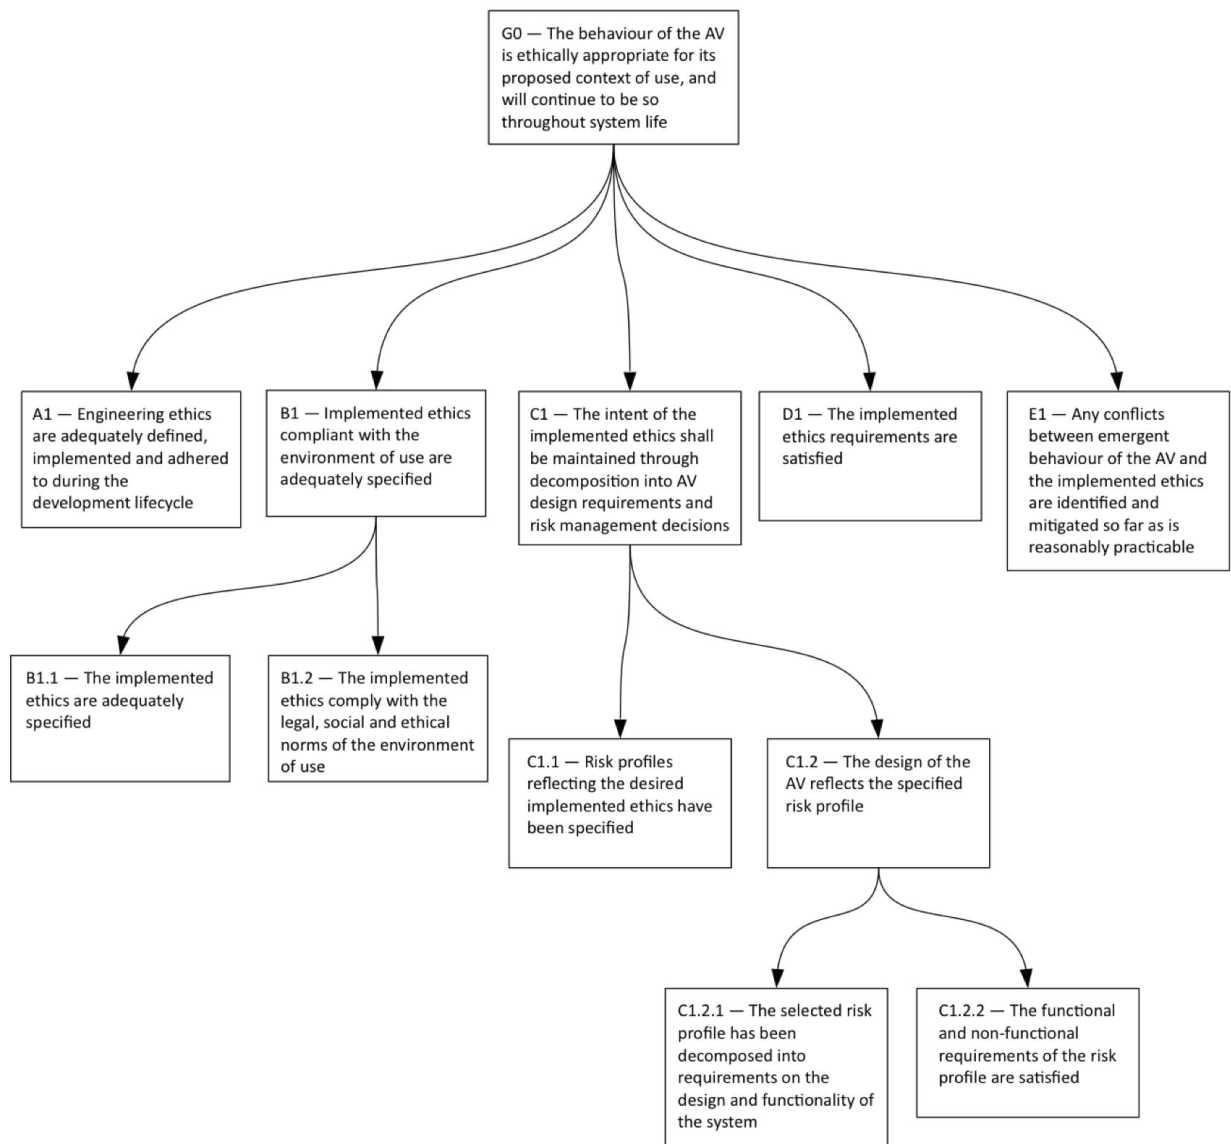 G0 — The behaviour of the AV
is ethically appropriate for its
proposed context of use, and
will continue to be so
throughout system life
A1 — Engineering ethics
are adequately defined,
implemented and adhered
to during the
development lifecycle
B1 — Implemented ethics
compliant with the
environment of use are
adequately specified
C1 — The intent of the
implemented ethics shall
be maintained through
decomposition into AV
design requirements and
risk management decisions
D1 — The implemented
ethics requirements are
satisfied
E1 — Any conflicts
between emergent
behaviour of the AV and
the implemented ethics
are identified and
mitigated so far as is
reasonably practicable
B1.1 — The implemented
ethics are adequately
specified
B1.2 — The implemented
ethics comply with the
legal, social and ethical
norms of the environment
of use
C1.1 — Risk profiles
reflecting the desired
implemented ethics have
been specified
C1.2 — The design of the
AV reflects the specified
risk profile
C1.2.1 — The selected risk
profile has been
decomposed into
requirements on the
design and functionality of
the system
C1.2.2 — The functional
and non-functional
requirements of the risk
profile are satisfied